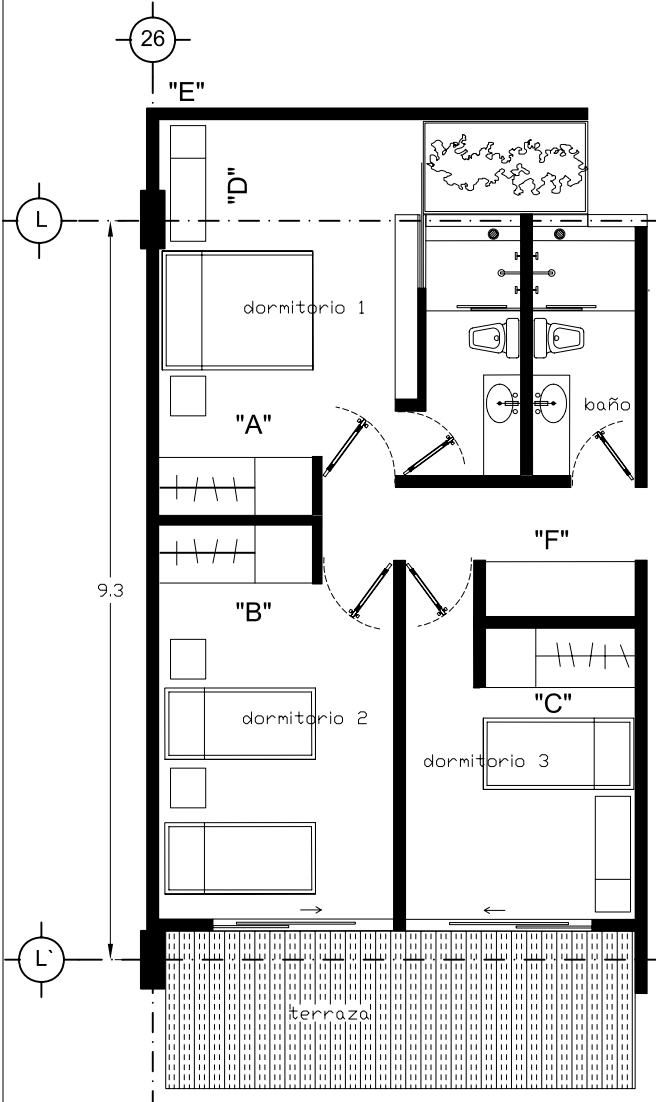 26
"E"
"D"
L
dormitorio 1
baño
"A"
"F"
9.3
"B"
"C"
dormitorio 2
dormitorio 3
L`
terraza